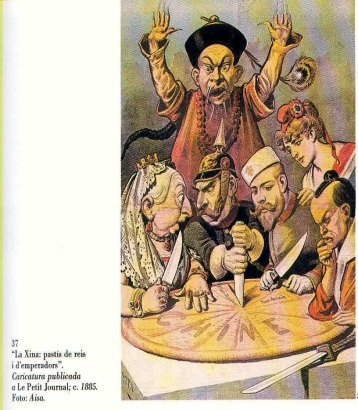 CHINE
37
"La Xina: pastís de reis
i d'emperadors".
Caricatura publicada
a Le Petit Journal; c. 1885.
Foto: Aisa.